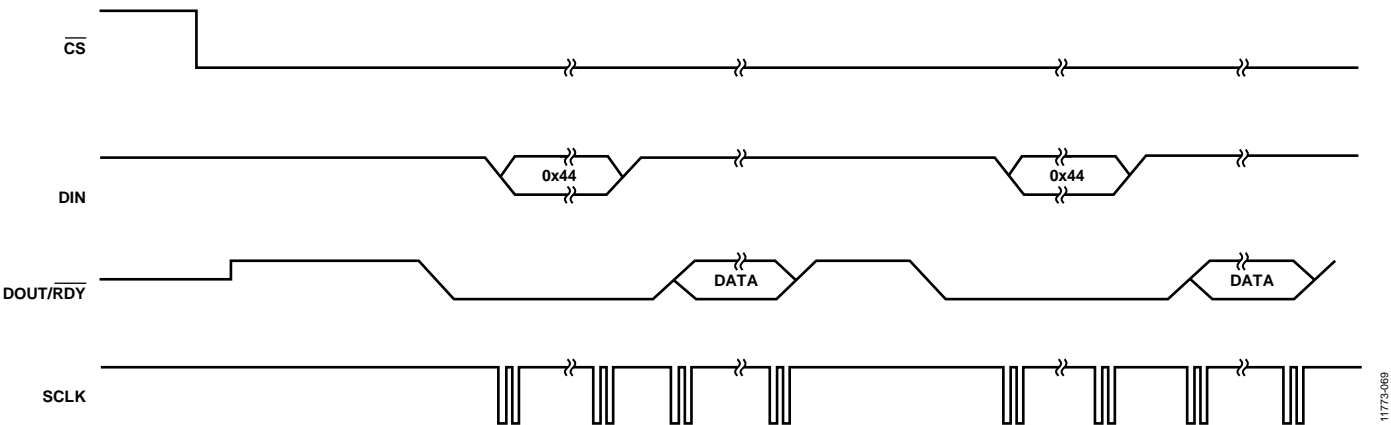 CS
DIN
0x44
0x44
DOUT/RDY
DATA
DATA
SCLK
11773-069